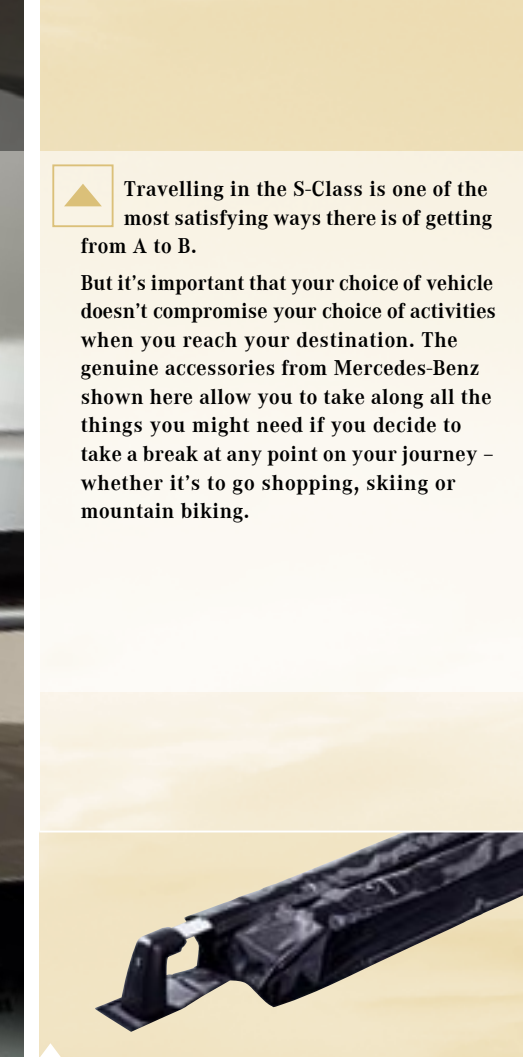 Travelling in the S-Class is one of the
most satisfying ways there is of getting
from A to B.
But it’s important that your choice of vehicle
doesn’t compromise your choice of activities
when you reach your destination. The
genuine accessories from Mercedes-Benz
shown here allow you to take along all the
things you might need if you decide to
take a break at any point on your journey –
whether it’s to go shopping, skiing or
mountain biking.